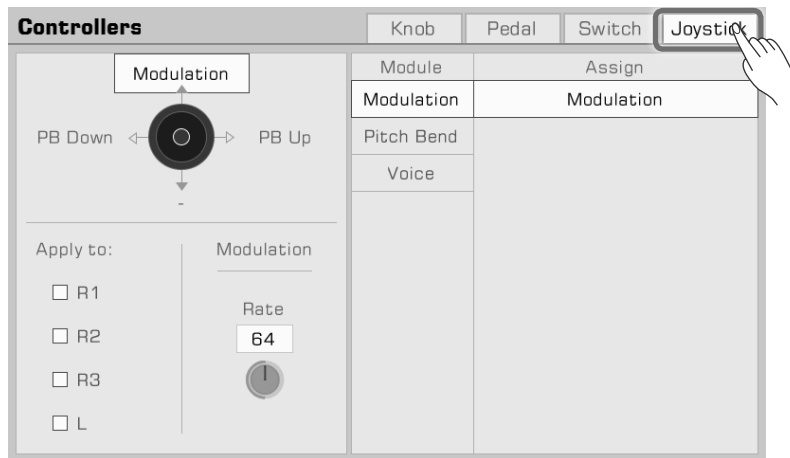 Controllers
Knob
Pedal
Switch
Joystick
Modulation
PB Down
PB Up
-
Apply to:
R1
R2
R3
L
Modulation
Rate
64
Module
Assign
Modulation
Modulation
Pitch Bend
Voice